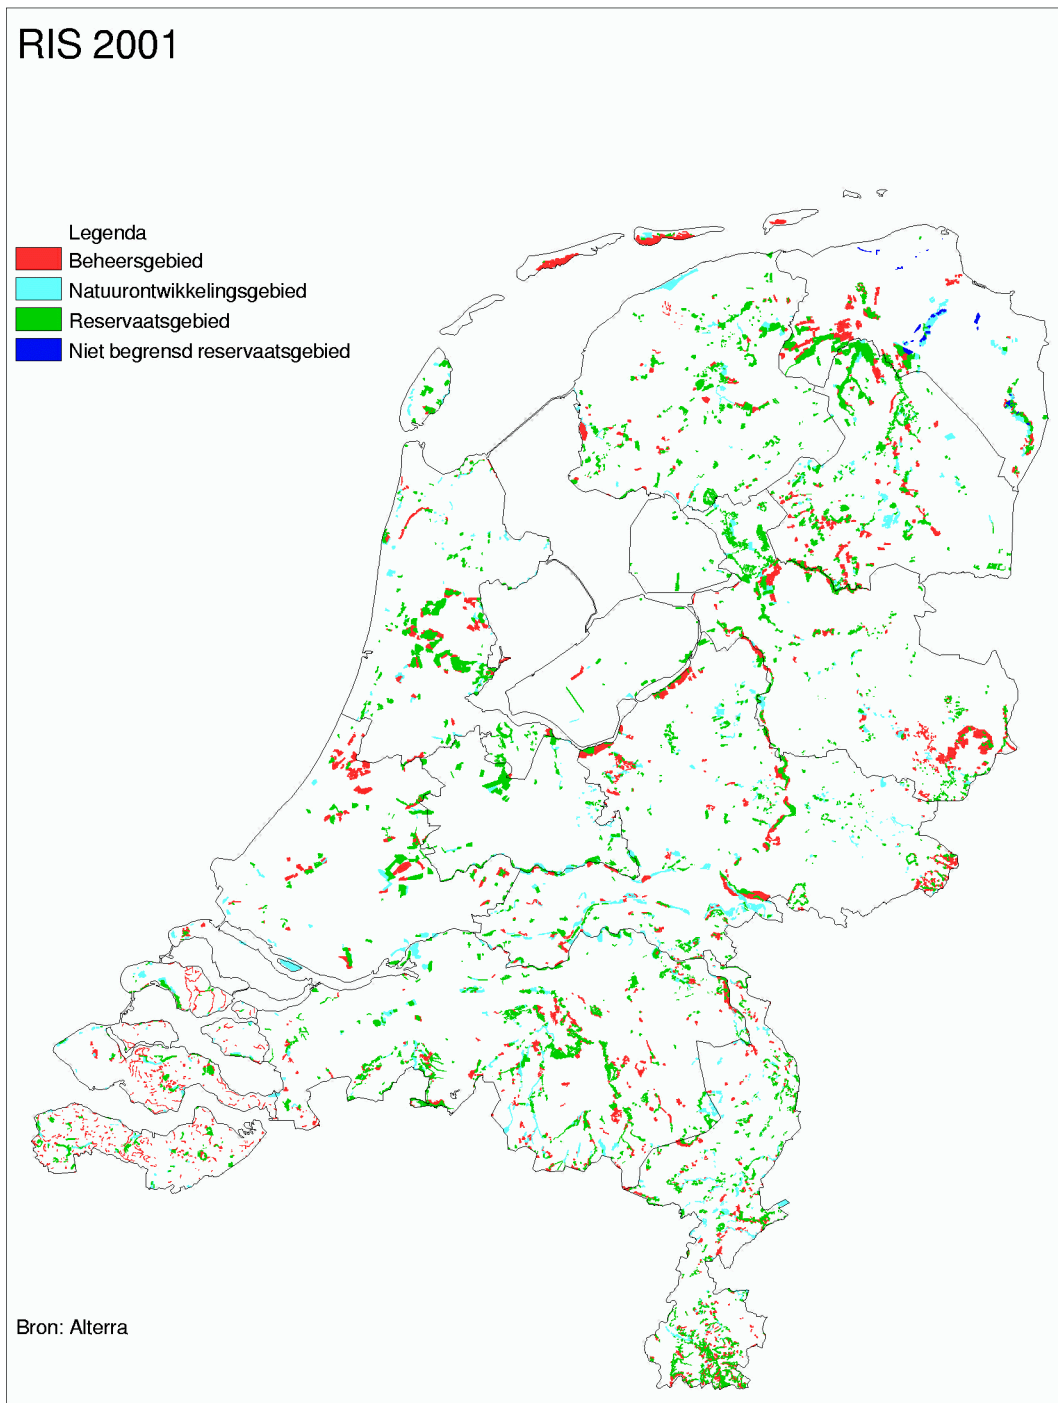 RIS 2001
Legenda
Beheersgebied
Natuurontwikkelingsgebied
Reservaatsgebied
Niet begrensd reservaatsgebied
Bron: Alterra